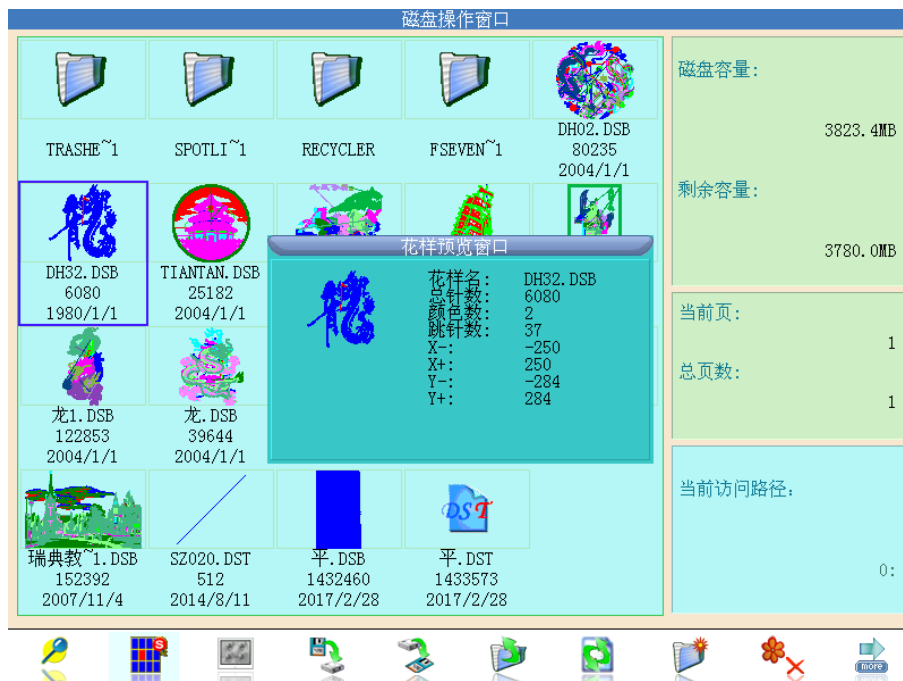 磁盘操作窗口
TRASHE~1
SPOTLI~1
RECYCLER
FSEVEN~1
DH02.DSB
80235
2004/1/1
DH32.DSB
6080
1980/1/1
TIANTAN.DSB
25182
2004/1/1
花样预览窗口
花样名: DH32.DSB
总针数: 6080
颜色数: 2
跳针数: 37
X-: -250
X+: 250
Y-: -284
Y+: 284
龙1.DSB
122853
2004/1/1
龙.DSB
39644
2004/1/1
瑞典教~1.DSB
152392
2007/11/4
SZ020.DST
512
2014/8/11
平.DSB
1432460
2017/2/28
DST
平.DST
1433573
2017/2/28
磁盘容量:
3823.4MB
剩余容量:
3780.0MB
当前页:
1
总页数:
1
当前访问路径:
0:
S
more